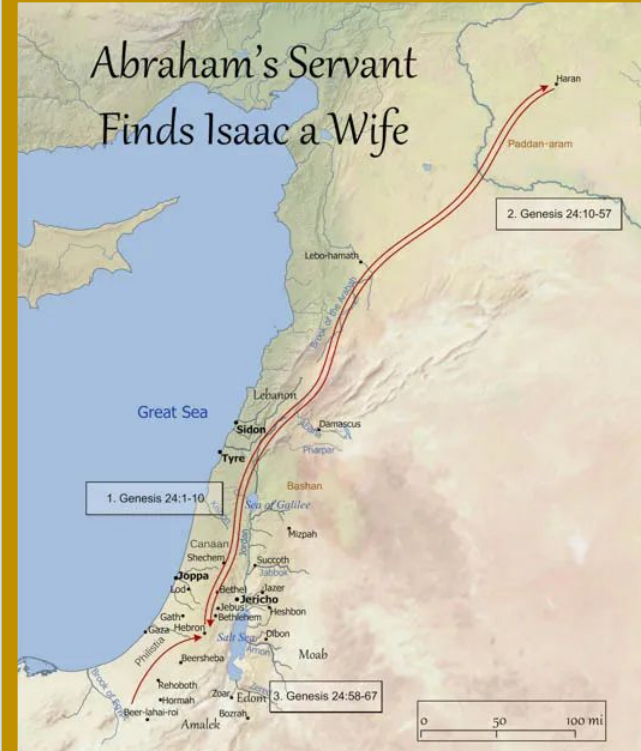 Abraham's Servant
Finds Isaac a Wife
Haran
Paddan-aram
2. Genesis 24:10-57
Lebo-hamath
Brook of the Arabah
Lebanon
Great Sea
Sidon
Damascus
Abana
Pharpar
Tyre
Bashan
1. Genesis 24:1-10
Sea of Galilee
Kishon
Mizpah
Canaan
Jordan
Shechem
Succoth
Jabbok
Joppa
Lod
Bethel
Jazer
Jericho
Jebus
Heshbon
Bethlehem
Gath
Hebron
Gaza
Salt Sea
Dibon
Philistia
Arnon
Moab
Beersheba
Rehoboth
Zoar
Edom
Zered
3. Genesis 24:58-67
Hormah
Brook of Egypt
Beer-lahai-roi
Bozrah
Amalek
0 50 100 mi